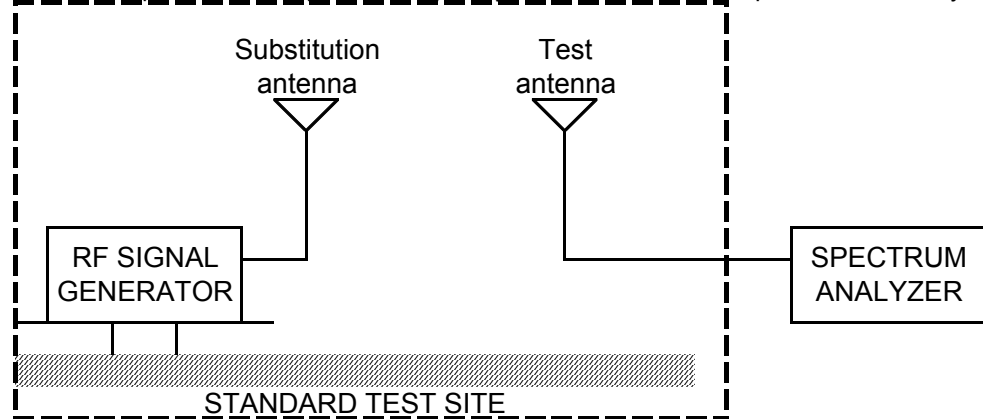 Substitution
antenna
Test
antenna
RF SIGNAL
GENERATOR
SPECTRUM
ANALYZER
STANDARD TEST SITE